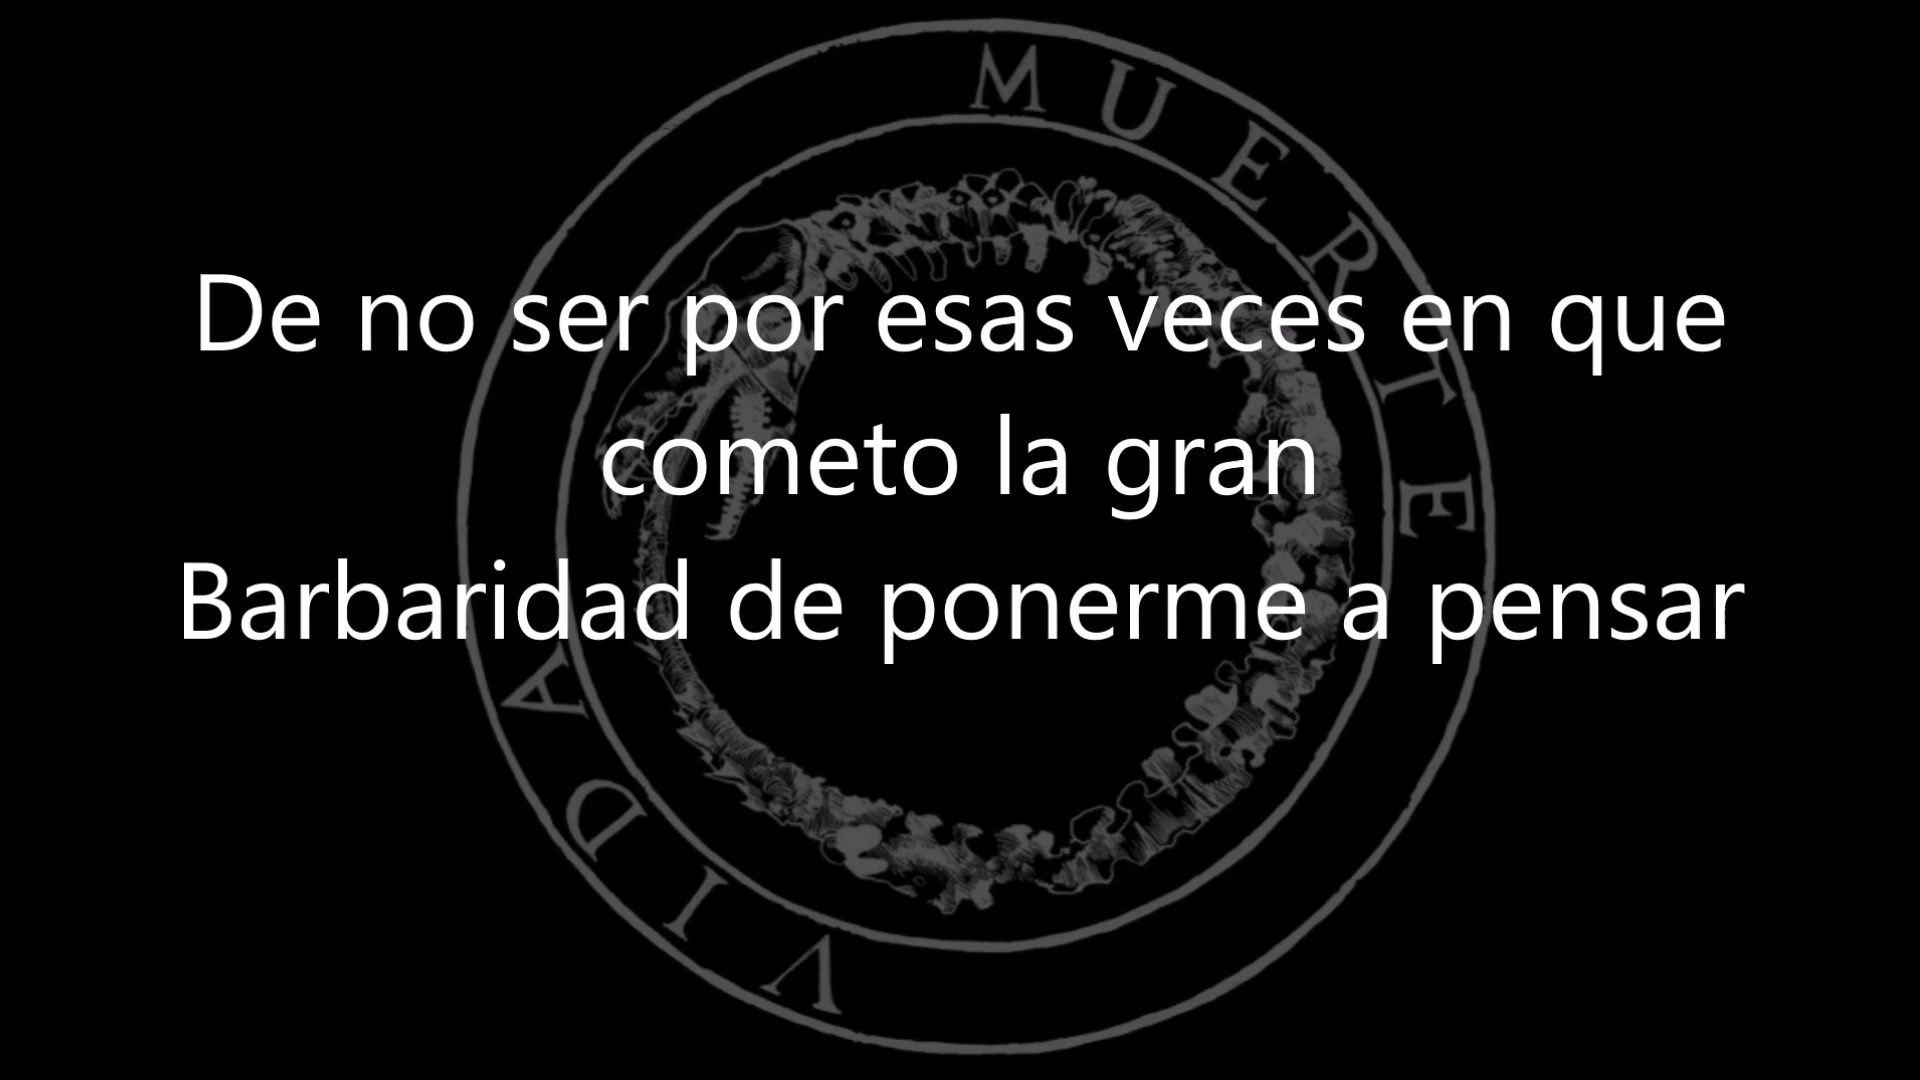 MUERTE
De no ser por esas veces en que
cometo la gran
Barbaridad de ponerme a pensar
VIDA